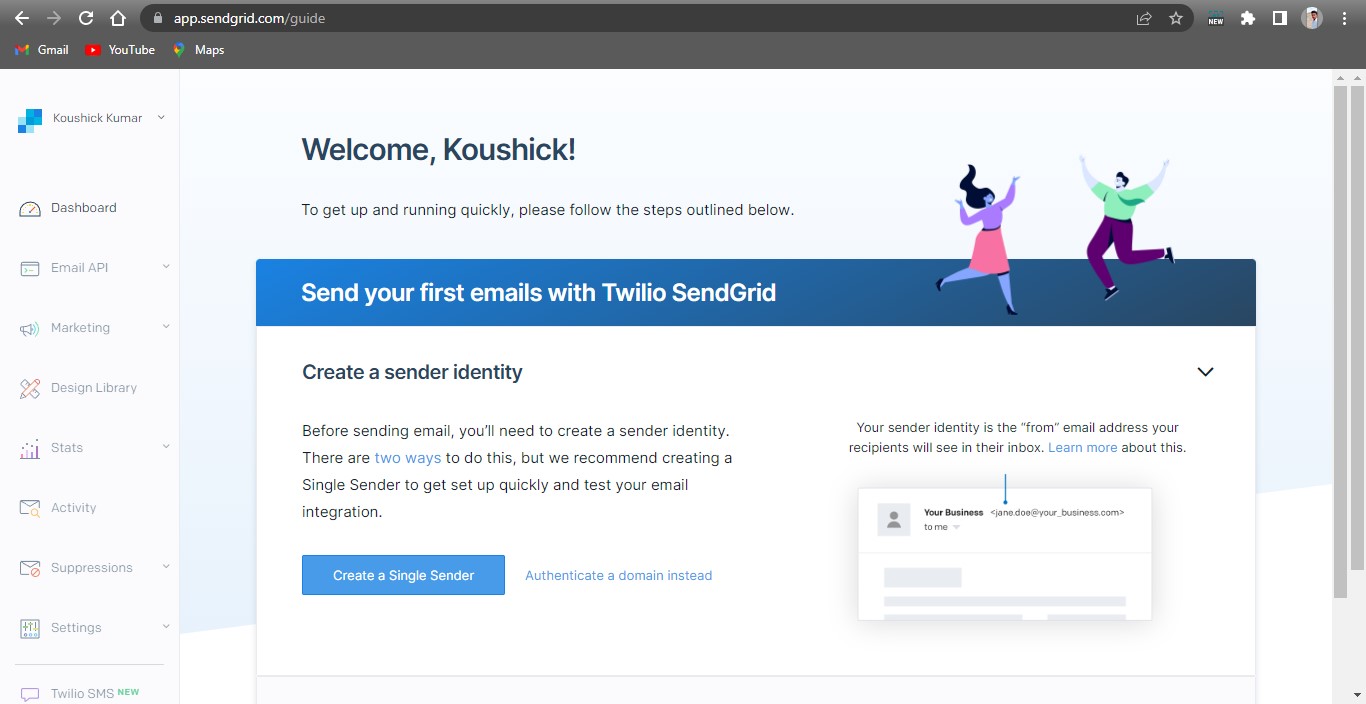 app.sendgrid.com/guide
NEW
Gmail YouTube Maps
Koushick Kumar
Dashboard
Email API
Marketing
Design Library
Stats
Activity
Suppressions
Settings
Twilio SMS NEW
Welcome, Koushick!
To get up and running quickly, please follow the steps outlined below.
Send your first emails with Twilio SendGrid
Create a sender identity
Before sending email, you’ll need to create a sender identity.
There are two ways to do this, but we recommend creating a
Single Sender to get set up quickly and test your email
integration.
Create a Single Sender
Authenticate a domain instead
Your sender identity is the “from” email address your
recipients will see in their inbox. Learn more about this.
Your Business <jane.doe@your_business.com>
to me